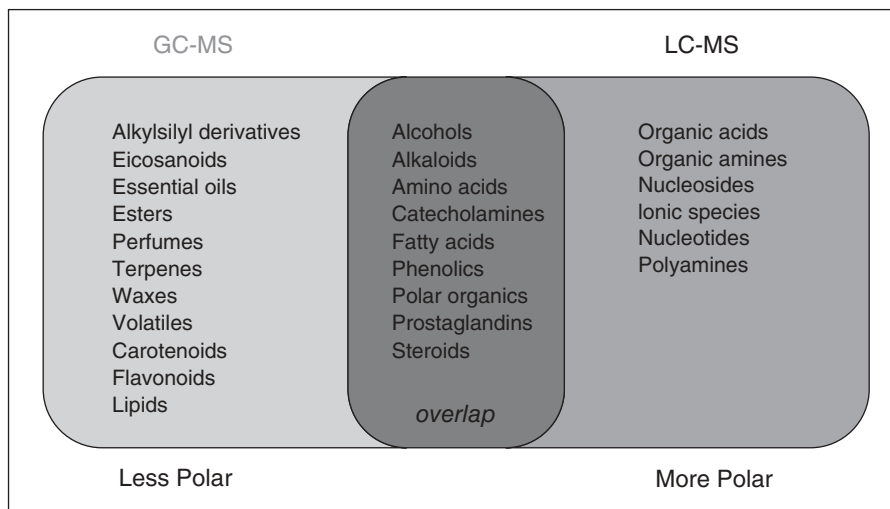 GC-MS
LC-MS
Alkylsilyl derivatives
Eicosanoids
Essential oils
Esters
Perfumes
Terpenes
Waxes
Volatiles
Carotenoids
Flavonoids
Lipids
Alcohols
Alkaloids
Amino acids
Catecholamines
Fatty acids
Phenolics
Polar organics
Prostaglandins
Steroids
overlap
Organic acids
Organic amines
Nucleosides
Ionic species
Nucleotides
Polyamines
Less Polar
More Polar